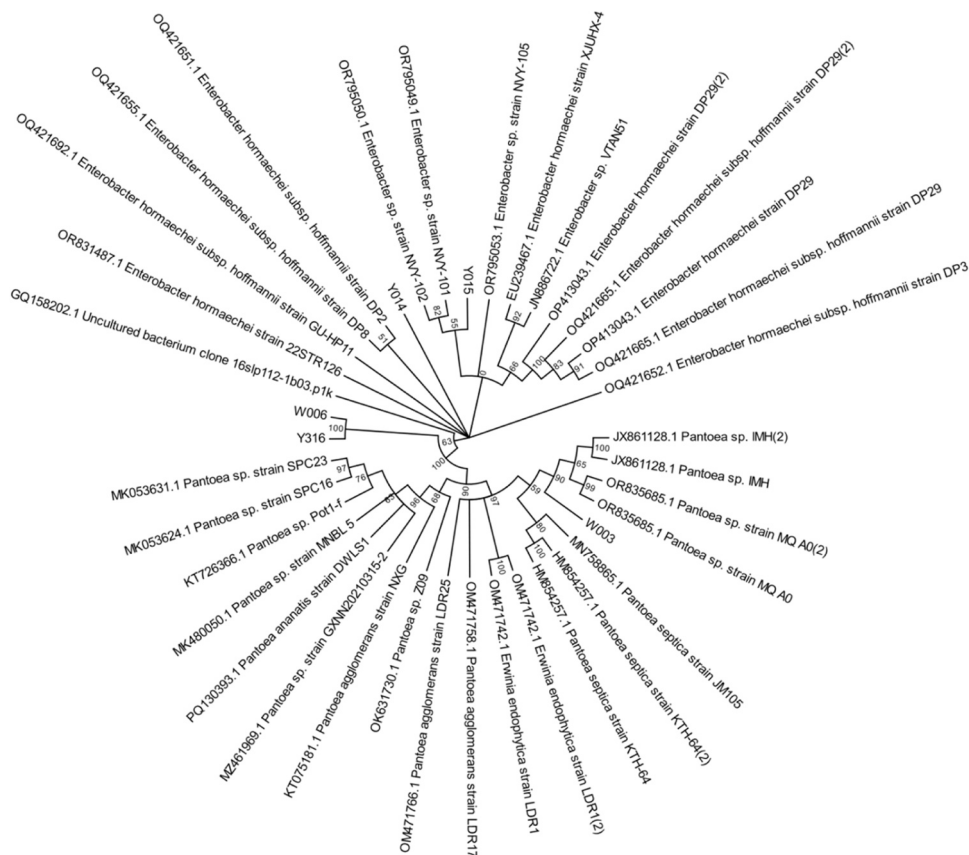 OQ421651.1 Enterobacter hormaechei subsp. hoffmannii strain DP2
Y014
OR795050.1 Enterobacter sp. strain NVY-102
OR795049.1 Enterobacter sp. strain NVY-101
Y015
OR795053.1 Enterobacter sp. strain NVY-105
EU239467.1 Enterobacter hormaechei strain XJUHX-4
JN886722.1 Enterobacter sp. VTAN51
OP413043.1 Enterobacter hormaechei strain DP29(2)
OQ421665.1 Enterobacter hormaechei subsp. hoffmannii strain DP29(2)
OP413043.1 Enterobacter hormaechei strain DP29
OQ421665.1 Enterobacter hormaechei subsp. hoffmannii strain DP29
OQ421652.1 Enterobacter hormaechei subsp. hoffmannii strain DP3
JX861128.1 Pantoea sp. IMH(2)
JX861128.1 Pantoea sp. IMH
OR835685.1 Pantoea sp. strain MQ A0(2)
OR835685.1 Pantoea sp. strain MQ A0
W003
MN758865.1 Pantoea septica strain JM105
HM854257.1 Pantoea septica strain KTH-64(2)
HM854257.1 Pantoea septica strain KTH-64
OM471742.1 Erwinia endophytica strain LDR1(2)
OM471742.1 Erwinia endophytica strain LDR1
OM471758.1 Pantoea agglomerans strain LDR17
OM471766.1 Pantoea agglomerans strain LDR25
OK631730.1 Pantoea sp. Z09
KT075181.1 Pantoea agglomerans strain NXG
MZ461969.1 Pantoea sp. strain GXNN20210315-2
PQ130393.1 Pantoea ananatis strain DWLS1
MK480050.1 Pantoea sp. strain MNBL 5
KT726366.1 Pantoea sp. Pot1-f
MK053624.1 Pantoea sp. strain SPC16
MK053631.1 Pantoea sp. strain SPC23
Y316
W006
GQ158202.1 Uncultured bacterium clone 16slp112-1b03.p1k
OR831487.1 Enterobacter hormaechei strain 22STR126
OQ421692.1 Enterobacter hormaechei subsp. hoffmannii strain GU-HP11
OQ421655.1 Enterobacter hormaechei subsp. hoffmannii strain DP8
51
82
55
0
92
66
100
83
91
100
63
100
97
76
96
68
90
97
100
59
90
65
100
99
80
100